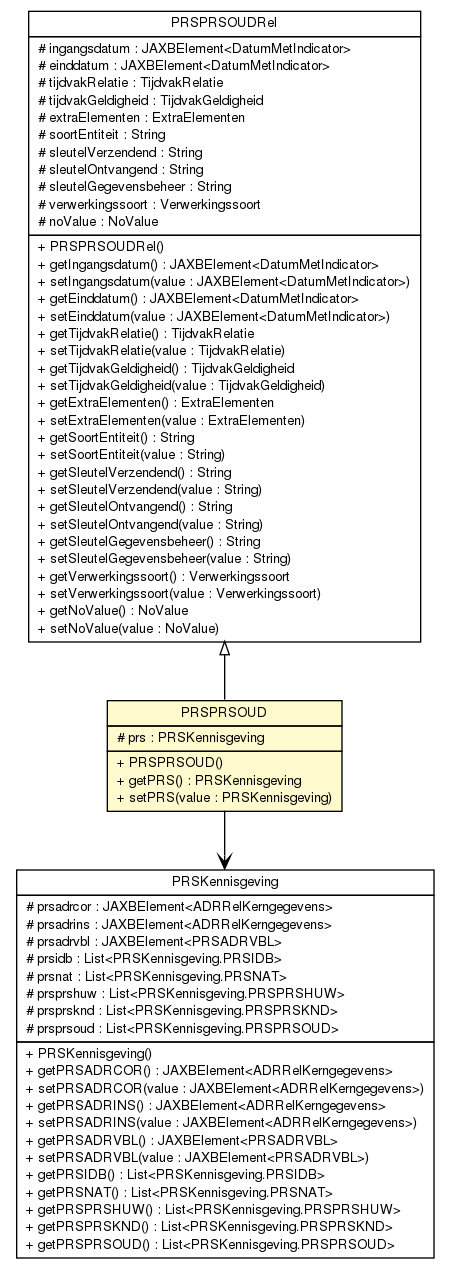 PRSPRSOUDRel
# ingangsdatum : JAXBElement<DatumMetIndicator>
# einddatum : JAXBElement<DatumMetIndicator>
# tijdvakRelatie : TijdvakRelatie
# tijdvakGeldigheid : TijdvakGeldigheid
# extraElementen : ExtraElementen
# soortEntiteit : String
# sleutelVerzendend : String
# sleutelOntvangend : String
# sleutelGegevensbeheer : String
# verwerkingssoort : Verwerkingssoort
# noValue : NoValue
+ PRSPRSOUDRel()
+ getIngangsdatum() : JAXBElement<DatumMetIndicator>
+ setIngangsdatum(value : JAXBElement<DatumMetIndicator>)
+ getEinddatum() : JAXBElement<DatumMetIndicator>
+ setEinddatum(value : JAXBElement<DatumMetIndicator>)
+ getTijdvakRelatie() : TijdvakRelatie
+ setTijdvakRelatie(value : TijdvakRelatie)
+ getTijdvakGeldigheid() : TijdvakGeldigheid
+ setTijdvakGeldigheid(value : TijdvakGeldigheid)
+ getExtraElementen() : ExtraElementen
+ setExtraElementen(value : ExtraElementen)
+ getSoortEntiteit() : String
+ setSoortEntiteit(value : String)
+ getSleutelVerzendend() : String
+ setSleutelVerzendend(value : String)
+ getSleutelOntvangend() : String
+ setSleutelOntvangend(value : String)
+ getSleutelGegevensbeheer() : String
+ setSleutelGegevensbeheer(value : String)
+ getVerwerkingssoort() : Verwerkingssoort
+ setVerwerkingssoort(value : Verwerkingssoort)
+ getNoValue() : NoValue
+ setNoValue(value : NoValue)
PRSPRSOUD
# prs : PRSKennisgeving
+ PRSPRSOUD()
+ getPRS() : PRSKennisgeving
+ setPRS(value : PRSKennisgeving)
PRSKennisgeving
# prsadrcor : JAXBElement<ADRRelKerngegevens>
# prsadrins : JAXBElement<ADRRelKerngegevens>
# prsadrvbl : JAXBElement<PRSADRVBL>
# prsidb : List<PRSKennisgeving.PRSIDB>
# prsnat : List<PRSKennisgeving.PRSNAT>
# prsprshuw : List<PRSKennisgeving.PRSPRSHUW>
# prsprsknd : List<PRSKennisgeving.PRSPRSKND>
# prsprsoud : List<PRSKennisgeving.PRSPRSOUD>
+ PRSKennisgeving()
+ getPRSADRCOR() : JAXBElement<ADRRelKerngegevens>
+ setPRSADRCOR(value : JAXBElement<ADRRelKerngegevens>)
+ getPRSADRINS() : JAXBElement<ADRRelKerngegevens>
+ setPRSADRINS(value : JAXBElement<ADRRelKerngegevens>)
+ getPRSADRVBL() : JAXBElement<PRSADRVBL>
+ setPRSADRVBL(value : JAXBElement<PRSADRVBL>)
+ getPRSIDB() : List<PRSKennisgeving.PRSIDB>
+ getPRSNAT() : List<PRSKennisgeving.PRSNAT>
+ getPRSPRSHUW() : List<PRSKennisgeving.PRSPRSHUW>
+ getPRSPRSKND() : List<PRSKennisgeving.PRSPRSKND>
+ getPRSPRSOUD() : List<PRSKennisgeving.PRSPRSOUD>